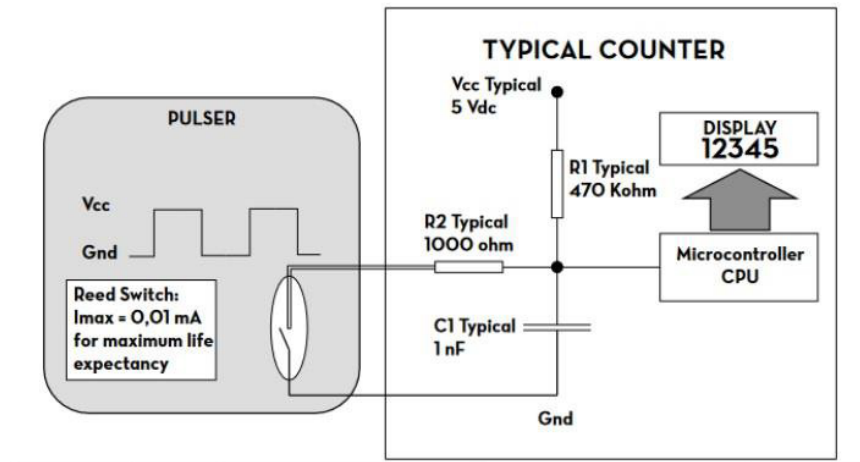 TYPICAL COUNTER
Vcc Typical
5 Vdc
PULSER
DISPLAY
12345
R1 Typical
470 Kohm
Vcc
R2 Typical
1000 ohm
Gnd
Microcontroller
CPU
Reed Switch:
Imax = 0,01 mA
for maximum life
expectancy
C1 Typical
1 nF
Gnd